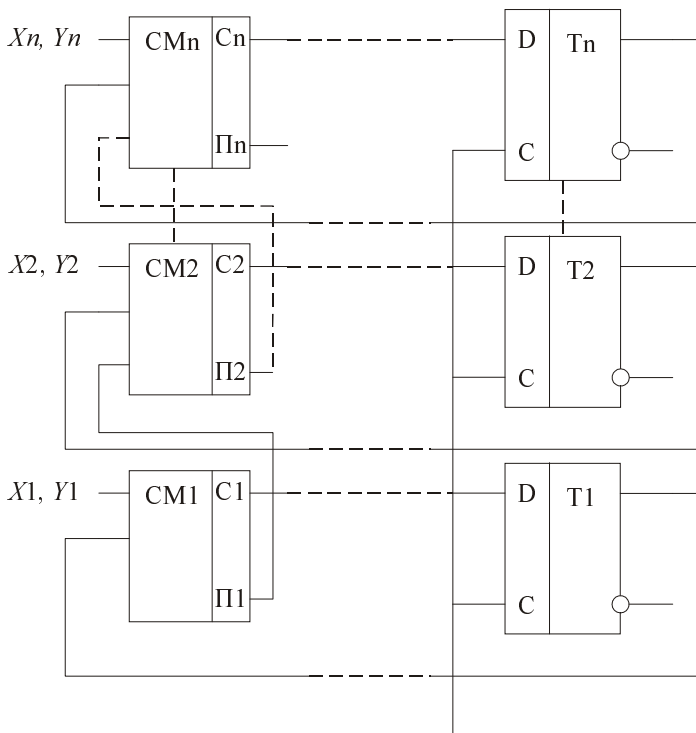 Xn, Yn CMn Cn D Tn
Пn C
X2, Y2 CM2 C2 D T2
П2 C
X1, Y1 CM1 C1 D T1
П1 C